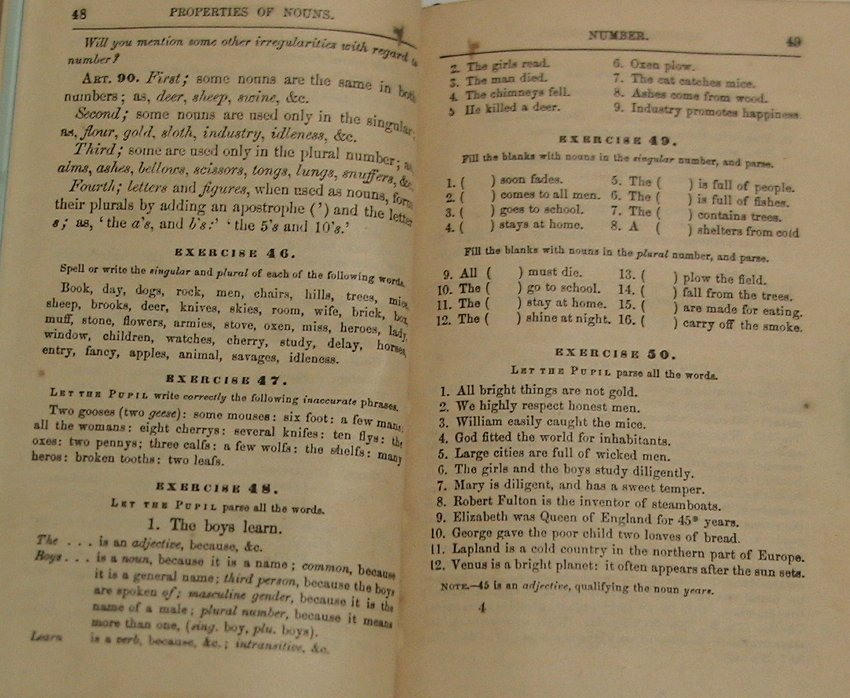 48 PROPERTIES OF NOUNS.
Will you mention some other irregularities with regard to
number?
ART. 90. First; some nouns are the same in both
numbers; as, deer, sheep, swine, &c.
Second; some nouns are used only in the singular;
as, flour, gold, sloth, industry, idleness, &c.
Third; some are used only in the plural number; as,
alms, ashes, bellows, scissors, tongs, lungs, snuffers, &c.
Fourth; letters and figures, when used as nouns, form
their plurals by adding an apostrophe (') and the letter
s; as, 'the a's, and b's:' 'the 5's and 10's.'
EXERCISE 46.
Spell or write the singular and plural of each of the following words.
Book, day, dogs, rock, men, chairs, hills, trees, mice,
sheep, brooks, deer, knives, skies, room, wife, brick, box,
muff, stone, flowers, armies, stove, oxen, miss, heroes, lady,
window, children, watches, cherry, study, delay, horses,
entry, fancy, apples, animal, savages, idleness.
EXERCISE 47.
LET THE PUPIL write correctly the following inaccurate phrases.
Two gooses (two geese): some mouses: six foot: a few mans:
all the womans: eight cherrys: several knifes: ten flys: the
oxes: two pennys; three calfs: a few wolfs: the shelfs: many
heros: broken tooths: two leafs.
EXERCISE 48.
LET THE PUPIL parse all the words.
1. The boys learn.
The . . . is an adjective, because, &c.
Boys . . . is a noun, because it is a name; common, because
it is a general name; third person, because the boys
are spoken of; masculine gender, because it is the
name of a male; plural number, because it means
more than one, (sing. boy, plu. boys).
Learn is a verb, because, &c.; intransitive, &c.
NUMBER. 49
2. The girls read. 6. Oxen plow.
3. The man died. 7. The cat catches mice.
4. The chimneys fell. 8. Ashes come from wood.
5 He killed a deer. 9. Industry promotes happiness.
EXERCISE 49.
Fill the blanks with nouns in the singular number, and parse.
1. ( ) soon fades. 5. The ( ) is full of people.
2. ( ) comes to all men. 6. The ( ) is full of fishes.
3. ( ) goes to school. 7. The ( ) contains trees.
4. ( ) stays at home. 8. A ( ) shelters from cold
Fill the blanks with nouns in the plural number, and parse.
9. All ( ) must die. 13. ( ) plow the field.
10. The ( ) go to school. 14. ( ) fall from the trees.
11. The ( ) stay at home. 15. ( ) are made for eating.
12. The ( ) shine at night. 16. ( ) carry off the smoke.
EXERCISE 50.
LET THE PUPIL parse all the words.
1. All bright things are not gold.
2. We highly respect honest men.
3. William easily caught the mice.
4. God fitted the world for inhabitants.
5. Large cities are full of wicked men.
6. The girls and the boys study diligently.
7. Mary is diligent, and has a sweet temper.
8. Robert Fulton is the inventor of steamboats.
9. Elizabeth was Queen of England for 45* years.
10. George gave the poor child two loaves of bread.
11. Lapland is a cold country in the northern part of Europe.
12. Venus is a bright planet: it often appears after the sun sets.
NOTE.—45 is an adjective, qualifying the noun years.
4